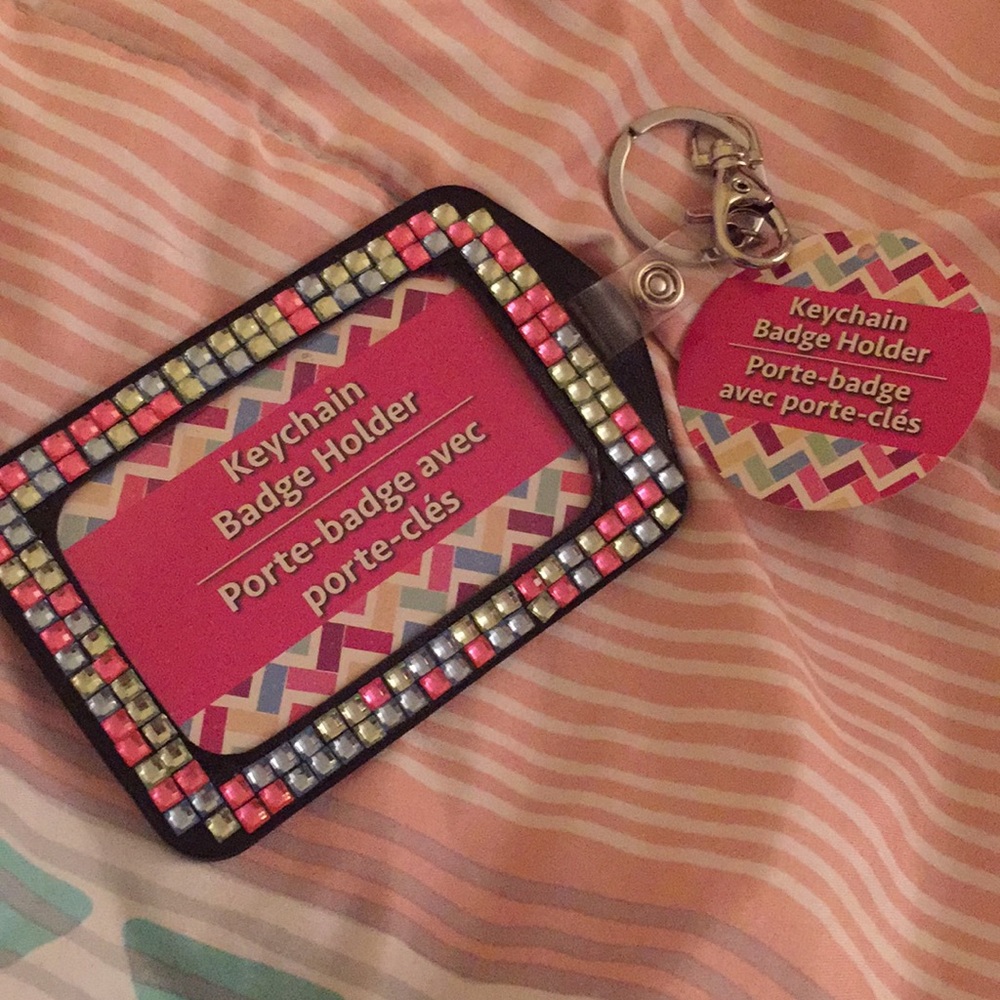 Keychain
Badge Holder
Porte-badge avec
porte-clés
Keychain
Badge Holder
Porte-badge
avec porte-clés